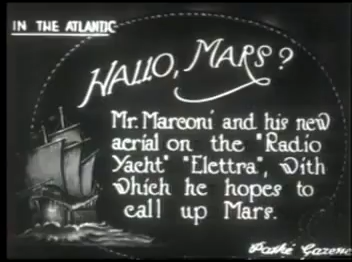 IN THE ATLANTIC
HALLO, MARS?
Mr. Marconi and his new
aerial on the "Radio
Yacht" "Elettra", with
which he hopes to
call up Mars.
Pathé Gazette